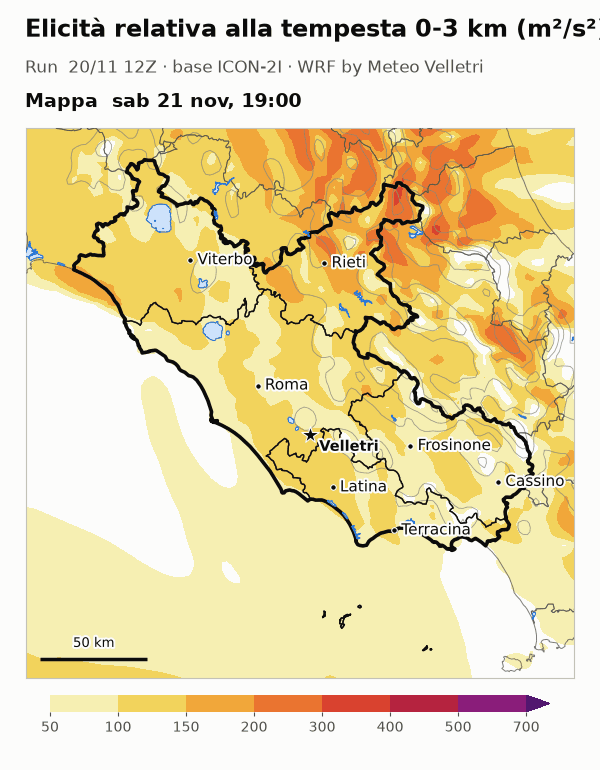 Elicità relativa alla tempesta 0-3 km (m²/s²)
Run  20/11 12Z · base ICON-2I · WRF by Meteo Velletri
Mappa  sab 21 nov, 19:00
Viterbo
Rieti
Roma
Velletri
Frosinone
Latina
Cassino
Terracina
50 km
50 100 150 200 300 400 500 700